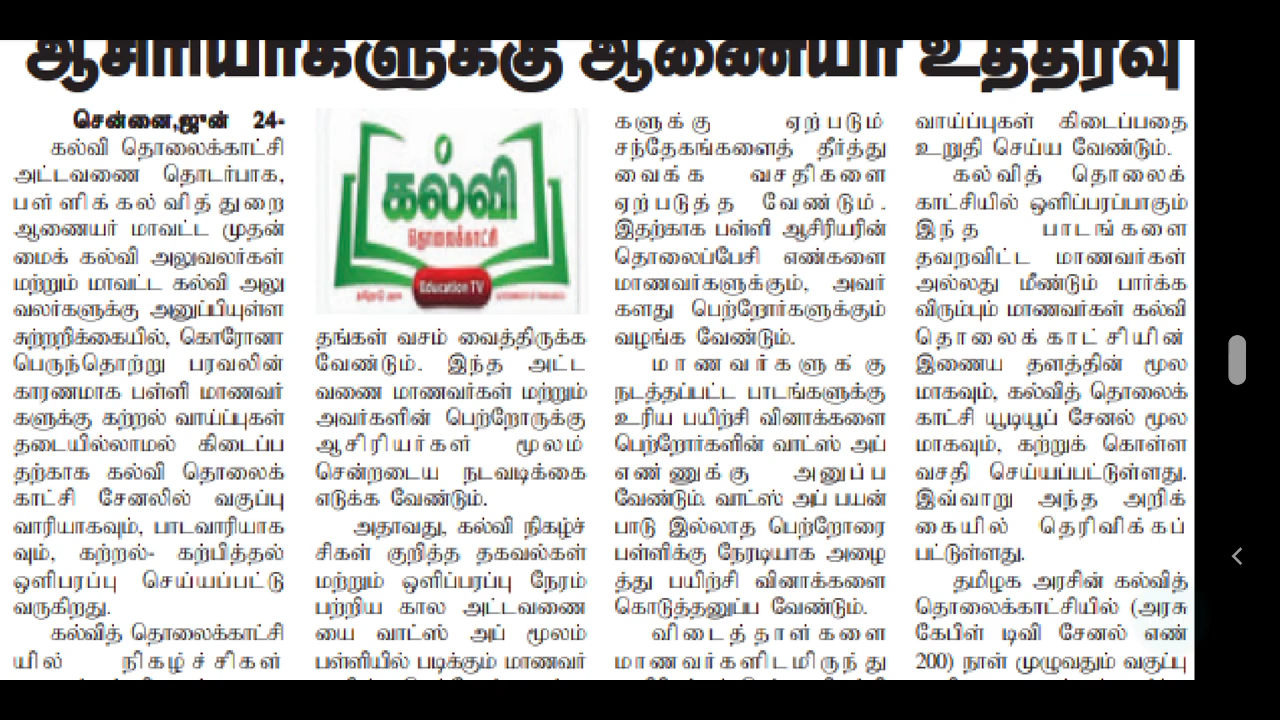 ஆசிரியர்களுக்கு ஆணையர் உத்தரவு
சென்னை,ஜுன் 24-
கல்வி தொலைக்காட்சி
அட்டவணை தொடர்பாக,
பள்ளிக்கல்வித்துறை
ஆணையர் மாவட்ட முதன்
மைக் கல்வி அலுவலர்கள்
மற்றும் மாவட்ட கல்வி அலு
வலர்களுக்கு அனுப்பியுள்ள
சுற்றறிக்கையில், கொரோனா
பெருந்தொற்று பரவலின்
காரணமாக பள்ளி மாணவர்
களுக்கு கற்றல் வாய்ப்புகள்
தடையில்லாமல் கிடைப்ப
தற்காக கல்வி தொலைக்
காட்சி சேனலில் வகுப்பு
வாரியாகவும், பாடவாரியாக
வும், கற்றல்- கற்பித்தல்
ஒளிபரப்பு செய்யப்பட்டு
வருகிறது.
கல்வித் தொலைக்காட்சி
யில் நிகழ்ச்சிகள்
கல்வி
தொலைக்காட்சி
Education TV
தங்கள் வசம் வைத்திருக்க
வேண்டும். இந்த அட்ட
வணை மாணவர்கள் மற்றும்
அவர்களின் பெற்றோருக்கு
ஆசிரியர்கள் மூலம்
சென்றடைய நடவடிக்கை
எடுக்க வேண்டும்.
அதாவது, கல்வி நிகழ்ச்
சிகள் குறித்த தகவல்கள்
மற்றும் ஒளிப்பரப்பு நேரம்
பற்றிய கால அட்டவணை
யை வாட்ஸ் அப் மூலம்
பள்ளியில் படிக்கும் மாணவர்
களுக்கு ஏற்படும்
சந்தேகங்களைத் தீர்த்து
வைக்க வசதிகளை
ஏற்படுத்த வேண்டும்.
இதற்காக பள்ளி ஆசிரியரின்
தொலைப்பேசி எண்களை
மாணவர்களுக்கும், அவர்
களது பெற்றோர்களுக்கும்
வழங்க வேண்டும்.
மாணவர்களுக்கு
நடத்தப்பட்ட பாடங்களுக்கு
உரிய பயிற்சி வினாக்களை
பெற்றோர்களின் வாட்ஸ் அப்
எண்ணுக்கு அனுப்ப
வேண்டும். வாட்ஸ் அப் பயன்
பாடு இல்லாத பெற்றோரை
பள்ளிக்கு நேரடியாக அழை
த்து பயிற்சி வினாக்களை
கொடுத்தனுப்ப வேண்டும்.
விடைத்தாள்களை
மாணவர்களிடமிருந்து
வாய்ப்புகள் கிடைப்பதை
உறுதி செய்ய வேண்டும்.
கல்வித் தொலைக்
காட்சியில் ஒளிப்பரப்பாகும்
இந்த பாடங்களை
தவறவிட்ட மாணவர்கள்
அல்லது மீண்டும் பார்க்க
விரும்பும் மாணவர்கள் கல்வி
தொலைக்காட்சியின்
இணைய தளத்தின் மூல
மாகவும், கல்வித் தொலைக்
காட்சி யூடியூப் சேனல் மூல
மாகவும், கற்றுக் கொள்ள
வசதி செய்யப்பட்டுள்ளது.
இவ்வாறு அந்த அறிக்
கையில் தெரிவிக்கப்
பட்டுள்ளது.
தமிழக அரசின் கல்வித்
தொலைக்காட்சியில் (அரசு
கேபிள் டிவி சேனல் எண்
200) நாள் முழுவதும் வகுப்பு